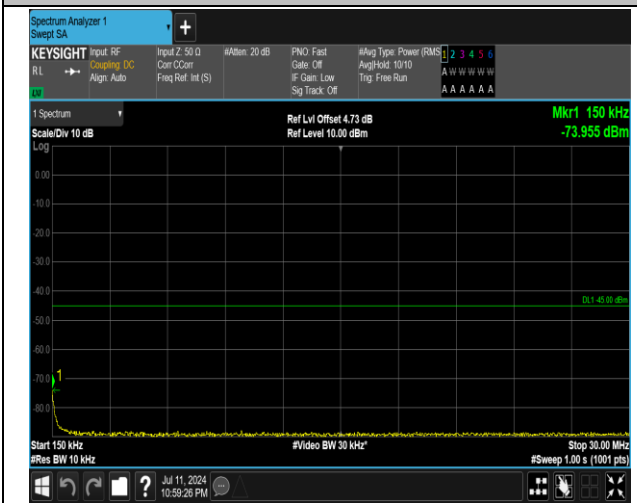 Spectrum Analyzer 1
Swept SA
KEYSIGHT
RL
Input: RF
Coupling: DC
Align: Auto
Input Z: 50 Ω
Corr CCorr
Freq Ref: Int (S)
#Atten: 20 dB
PNO: Fast
Gate: Off
IF Gain: Low
Sig Track: Off
#Avg Type: Power (RMS
Avg|Hold: 10/10
Trig: Free Run
1 2 3 4 5 6
A W W W W W
A A A A A A
1 Spectrum
Scale/Div 10 dB
Log
Ref Lvl Offset 4.73 dB
Ref Level 10.00 dBm
Mkr1 150 kHz
-73.955 dBm
0.00
-10.0
-20.0
-30.0
-40.0
DL1 -45.00 dBm
-50.0
-60.0
-70.0
1
-80.0
Start 150 kHz
#Video BW 30 kHz*
Stop 30.00 MHz
#Res BW 10 kHz
#Sweep 1.00 s (1001 pts)
?
Jul 11, 2024
10:59:26 PM